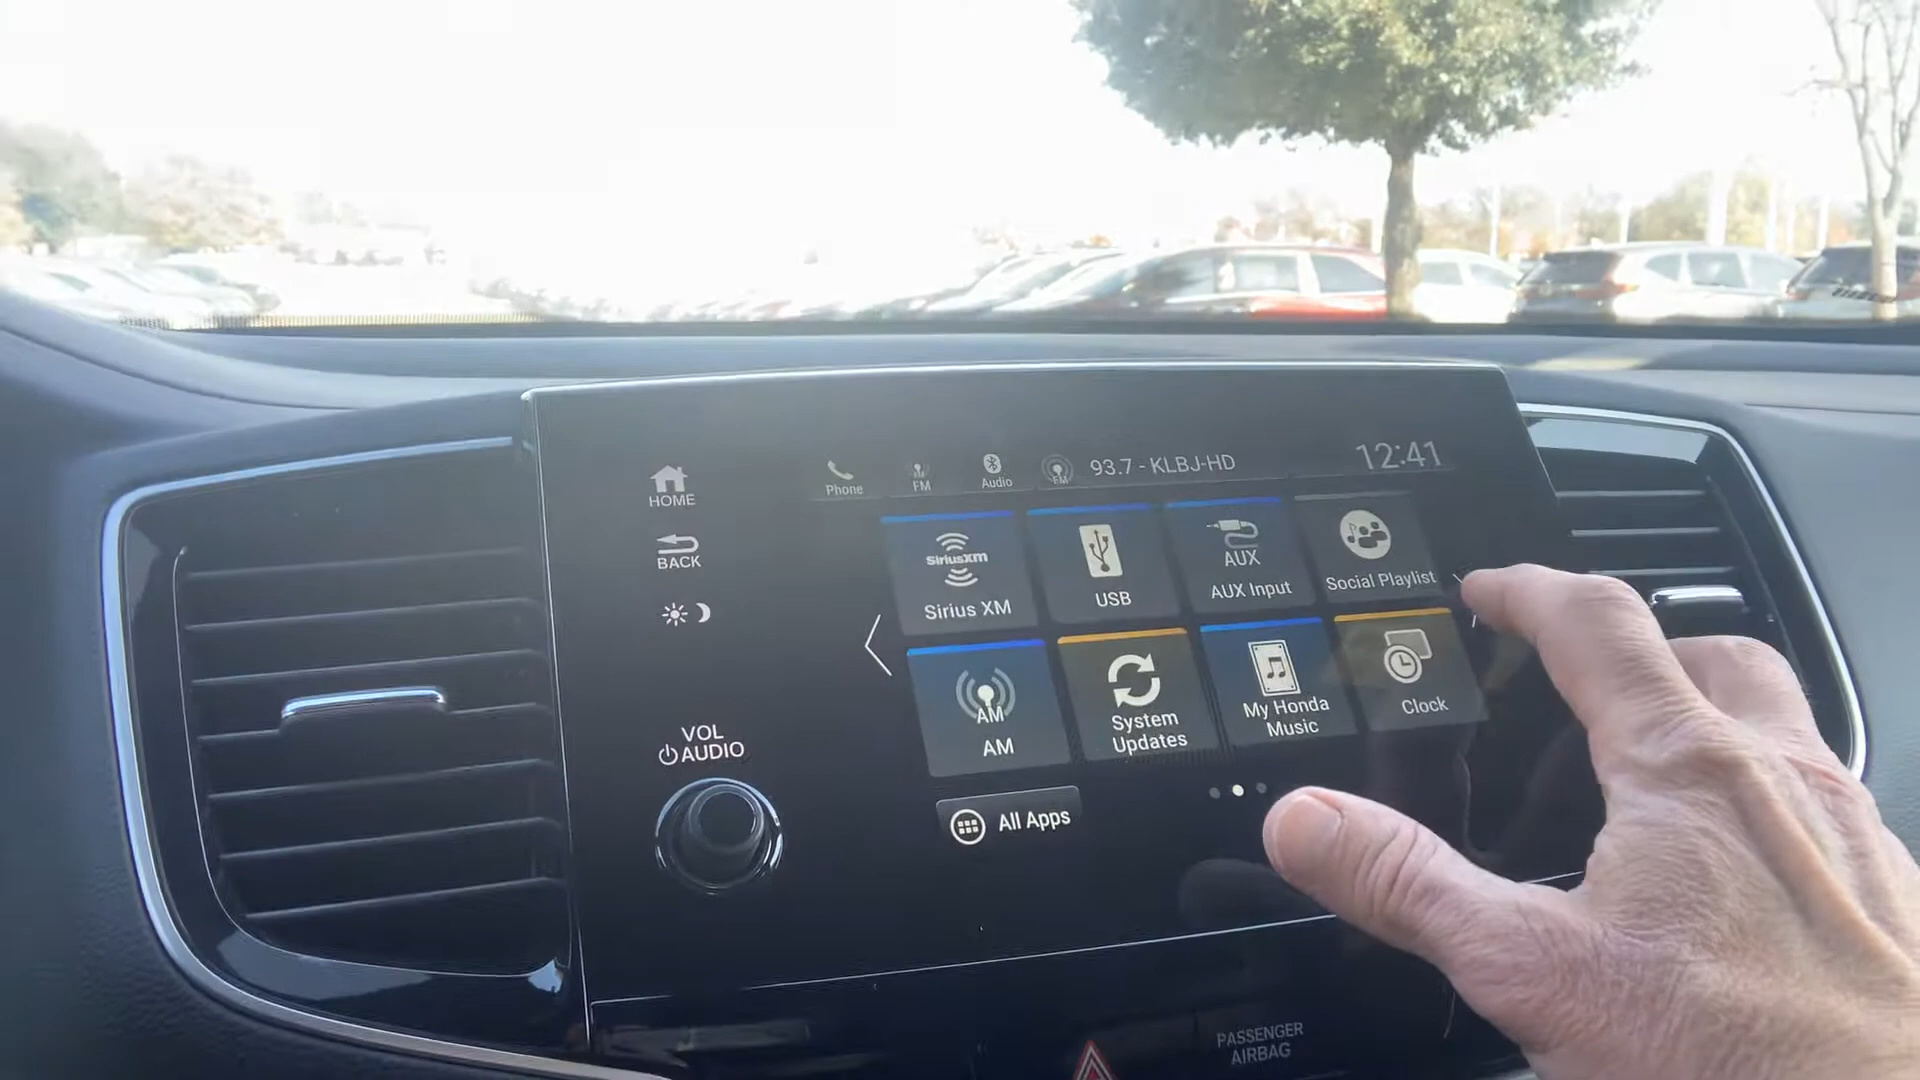 HOME
BACK
VOL
AUDIO
Phone
FM
Audio
FM
93.7 - KLBJ-HD
12:41
SiriusXm
Sirius XM
USB
AUX
AUX Input
Social Playlist
AM
AM
System
Updates
My Honda
Music
Clock
All Apps
PASSENGER
AIRBAG